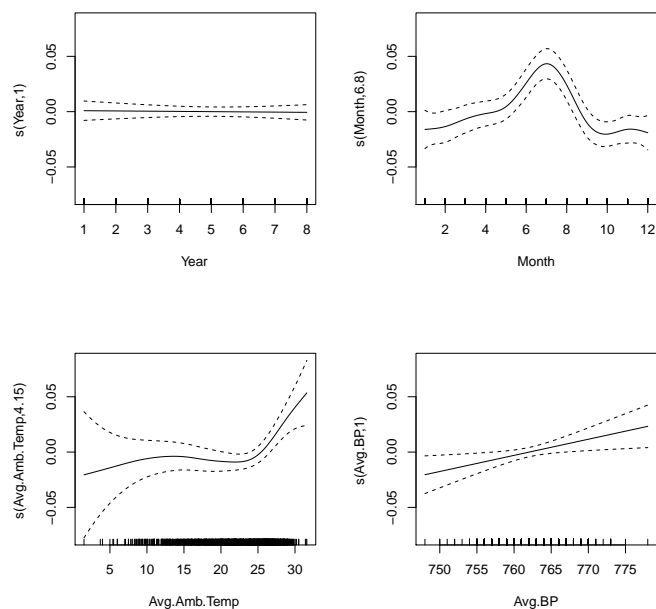 s(Year,1)
0.05
0.00
−0.05
1 2 3 4 5 6 7 8
Year
s(Month,6.8)
0.05
0.00
−0.05
2 4 6 8 10 12
Month
s(Avg.Amb.Temp,4.15)
0.05
0.00
−0.05
5 10 15 20 25 30
Avg.Amb.Temp
s(Avg.BP,1)
0.05
0.00
−0.05
750 755 760 765 770 775
Avg.BP